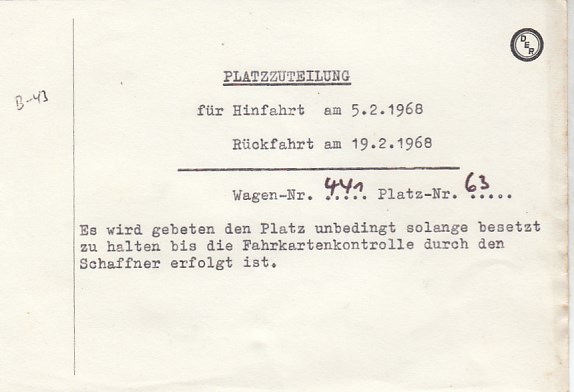 DER
PLATZZUTEILUNG
B-43
für Hinfahrt am 5.2.1968
Rückfahrt am 19.2.1968
Wagen-Nr. 441..... Platz-Nr. 63.....
Es wird gebeten den Platz unbedingt solange besetzt
zu halten bis die Fahrkartenkontrolle durch den
Schaffner erfolgt ist.